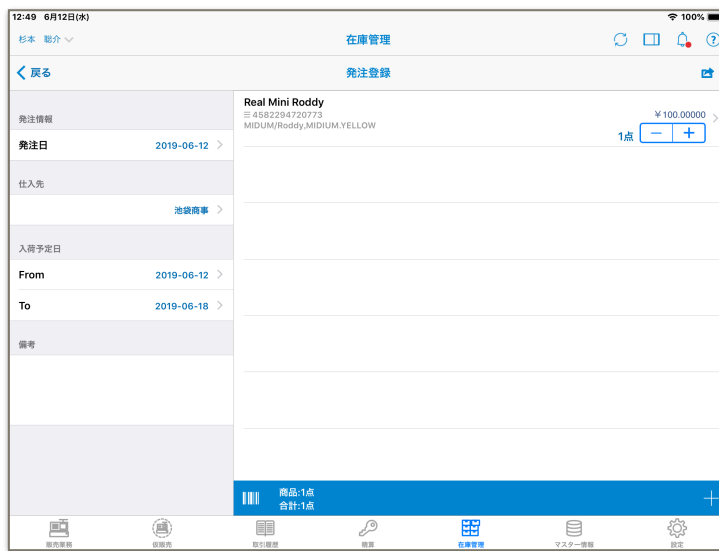 12:49 6月12日(水) 100%
杉本 聡介 在庫管理
戻る 発注登録
発注情報
発注日 2019-06-12
仕入先
池袋商事
入荷予定日
From 2019-06-12
To 2019-06-18
備考
Real Mini Roddy
4582294720773
MIDUM/Roddy,MIDIUM.YELLOW
¥100.00000
1点 − +
商品:1点
合計:1点
販売業務 仮販売 取引履歴 精算 在庫管理 マスター情報 設定